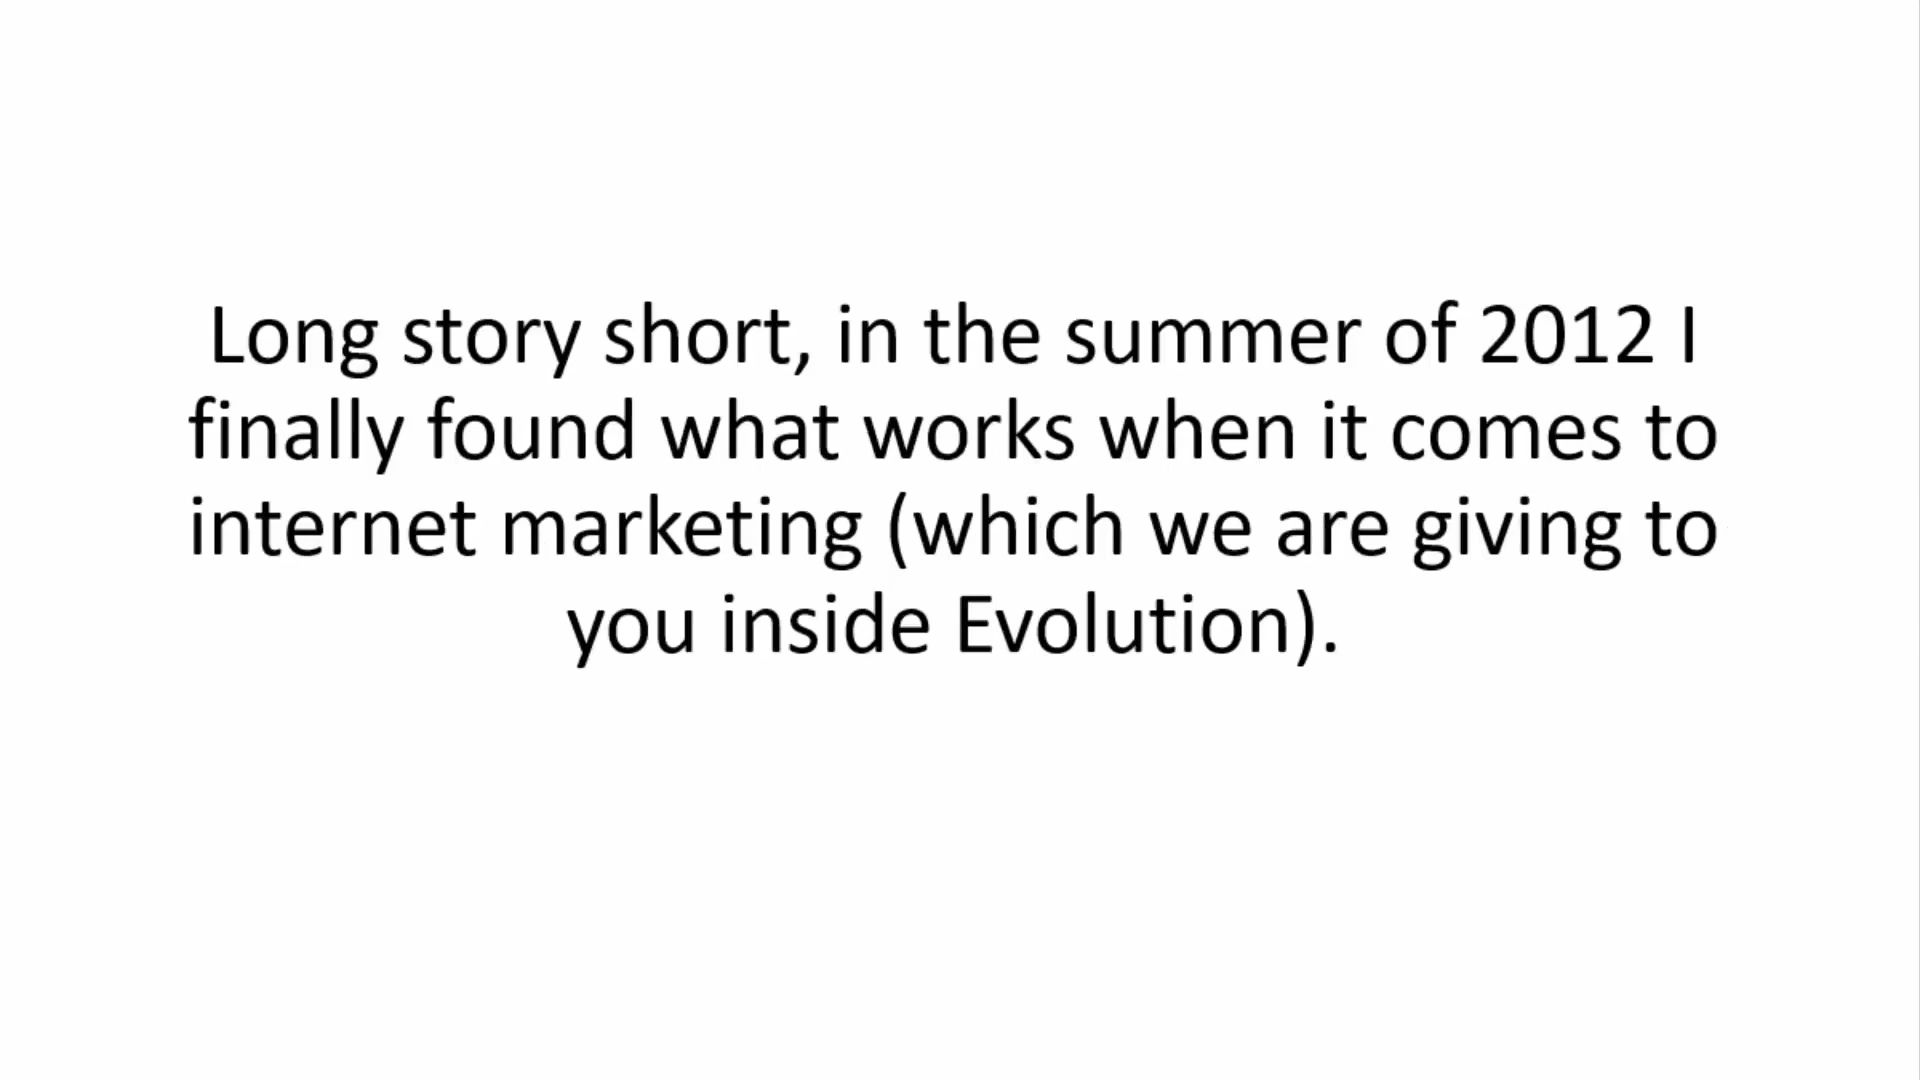 Long story short, in the summer of 2012 I
finally found what works when it comes to
internet marketing (which we are giving to
you inside Evolution).